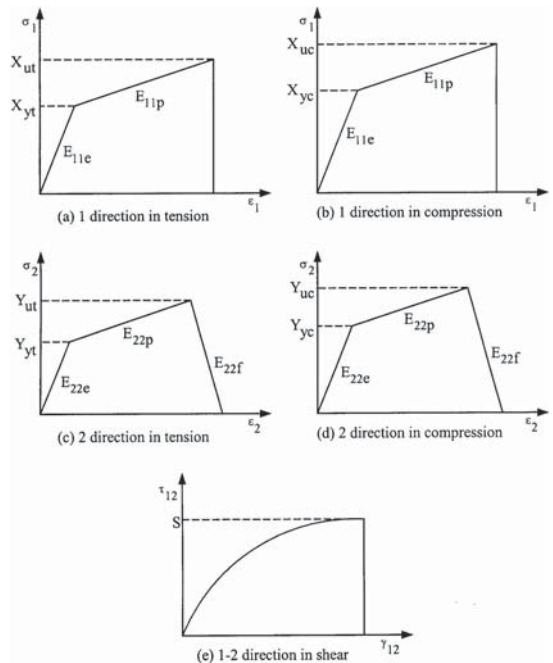 σ1
Xut
Xyt
E11p
E11e
ε1
(a) 1 direction in tension
σ1
Xuc
Xyc
E11p
E11e
ε1
(b) 1 direction in compression
σ2
Yut
Yyt
E22p
E22e
E22f
ε2
(c) 2 direction in tension
σ2
Yuc
Yyc
E22p
E22e
E22f
ε2
(d) 2 direction in compression
τ12
S
γ12
(e) 1-2 direction in shear